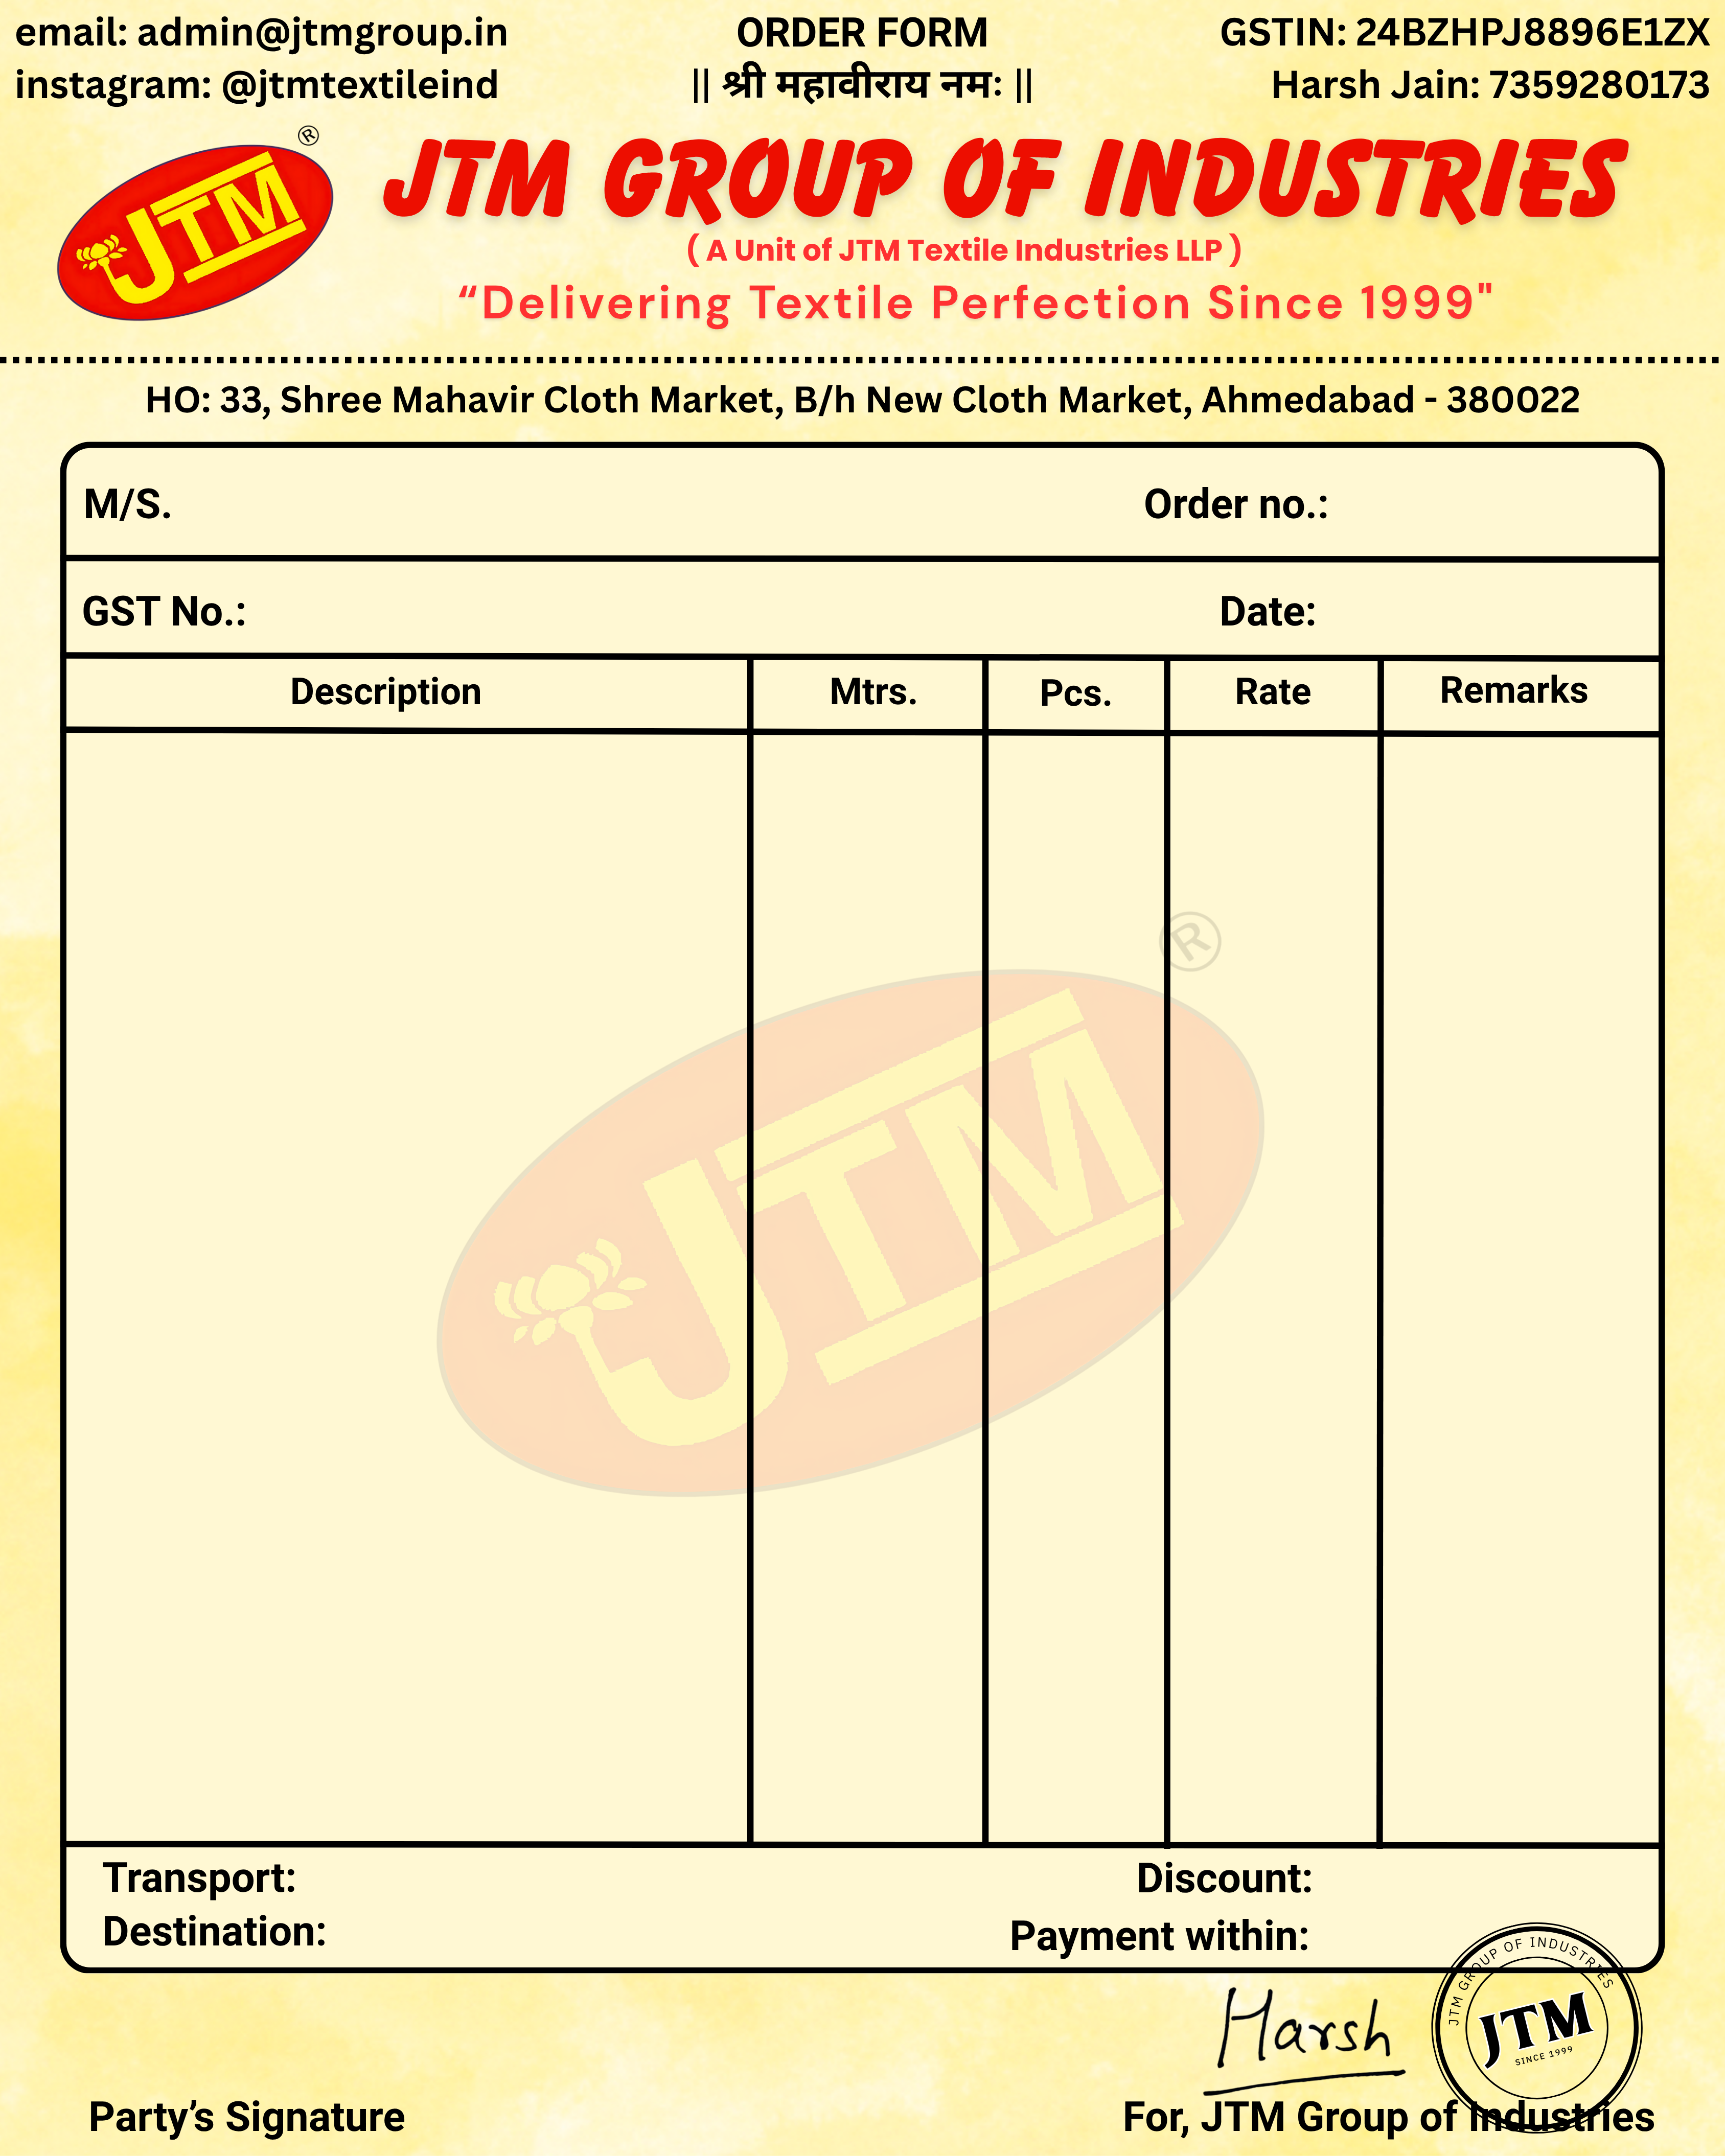 email: admin@jtmgroup.in
ORDER FORM
GSTIN: 24BZHPJ8896E1ZX
instagram: @jtmtextileind
|| श्री महावीराय नमः ||
Harsh Jain: 7359280173
®
JTM
JTM GROUP OF INDUSTRIES
( A Unit of JTM Textile Industries LLP )
“Delivering Textile Perfection Since 1999"
HO: 33, Shree Mahavir Cloth Market, B/h New Cloth Market, Ahmedabad - 380022
M/S.
Order no.:
GST No.:
Date:
Description
Mtrs.
Pcs.
Rate
Remarks
®
JTM
Transport:
Discount:
Destination:
Payment within:
JTM GROUP OF INDUSTRIES
JTM
SINCE 1999
Harsh
Party’s Signature
For, JTM Group of Industries